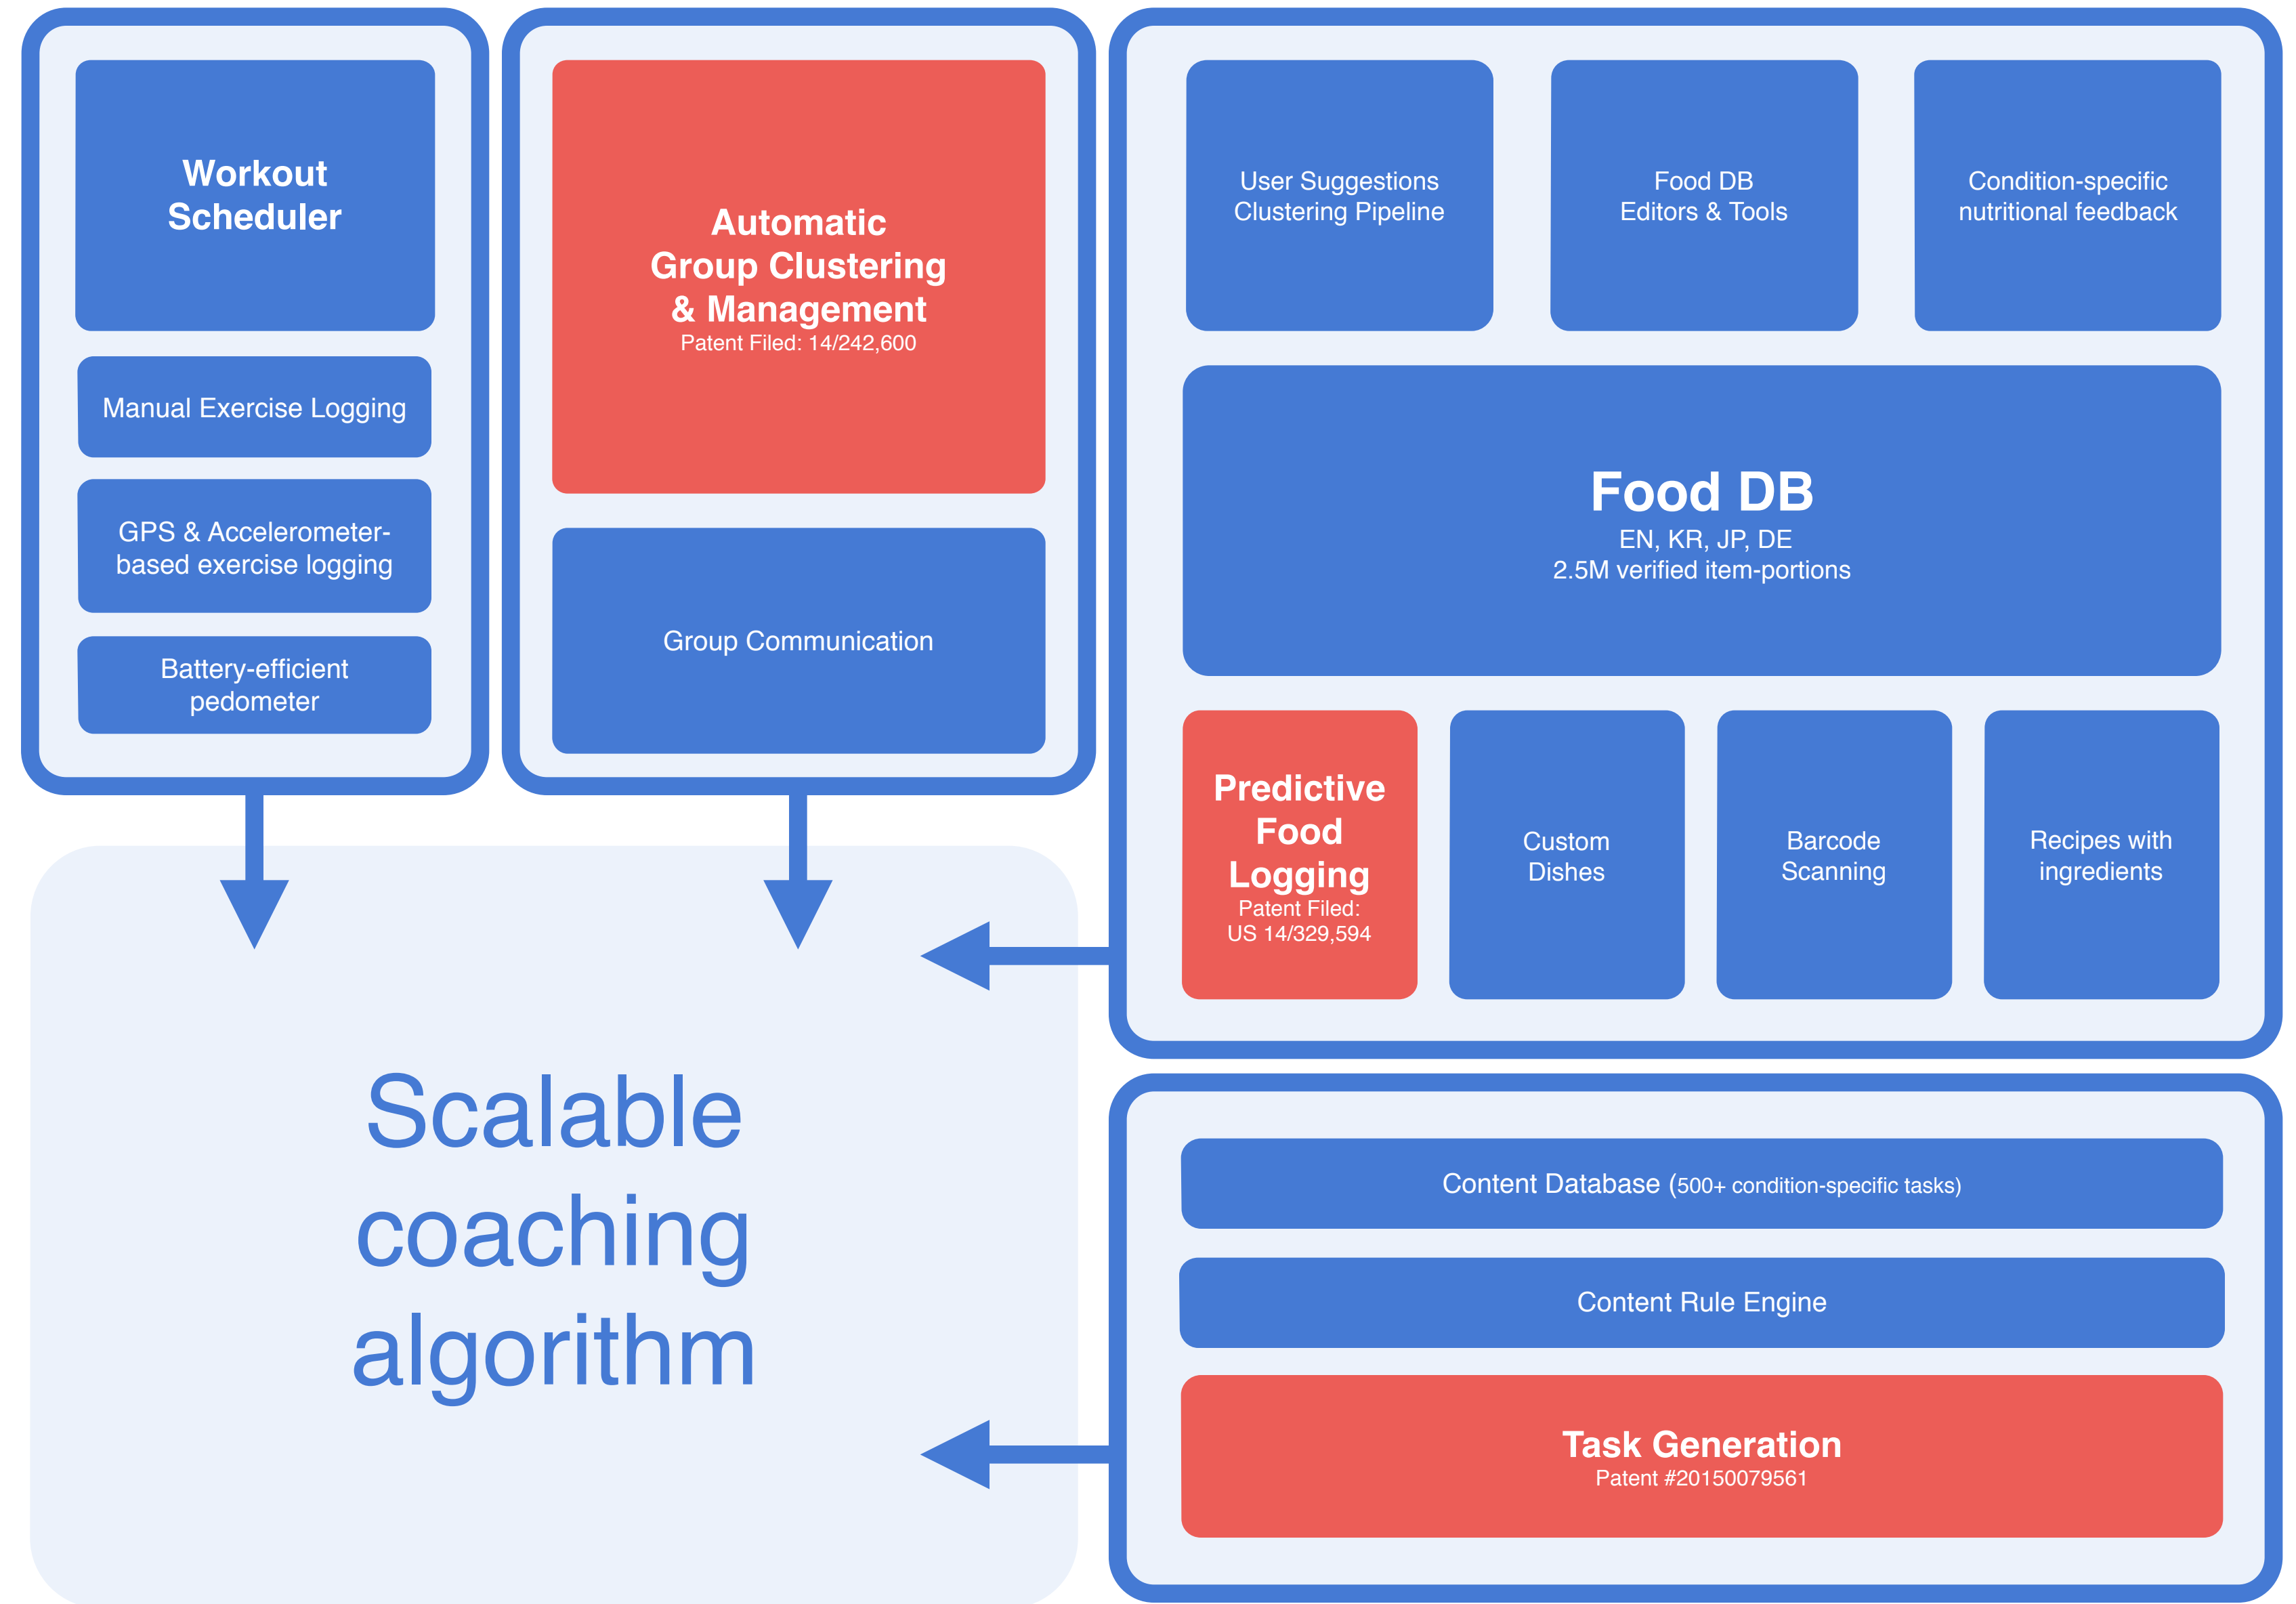 Workout
Scheduler
Manual Exercise Logging
GPS & Accelerometer-
based exercise logging
Battery-efficient
pedometer
Automatic
Group Clustering
& Management
Patent Filed: 14/242,600
Group Communication
User Suggestions
Clustering Pipeline
Food DB
Editors & Tools
Condition-specific
nutritional feedback
Food DB
EN, KR, JP, DE
2.5M verified item-portions
Predictive
Food
Logging
Patent Filed:
US 14/329,594
Custom
Dishes
Barcode
Scanning
Recipes with
ingredients
Scalable
coaching
algorithm
Content Database (500+ condition-specific tasks)
Content Rule Engine
Task Generation
Patent #20150079561